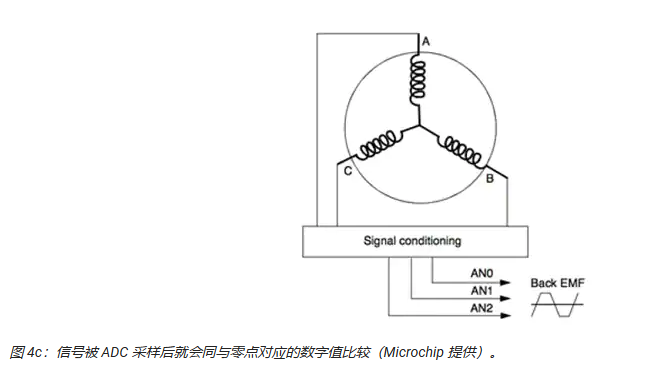 A
C
B
Signal conditioning
AN0
Back EMF
AN1
AN2
图 4c：信号被 ADC 采样后就会同与零点对应的数字值比较（Microchip 提供）。